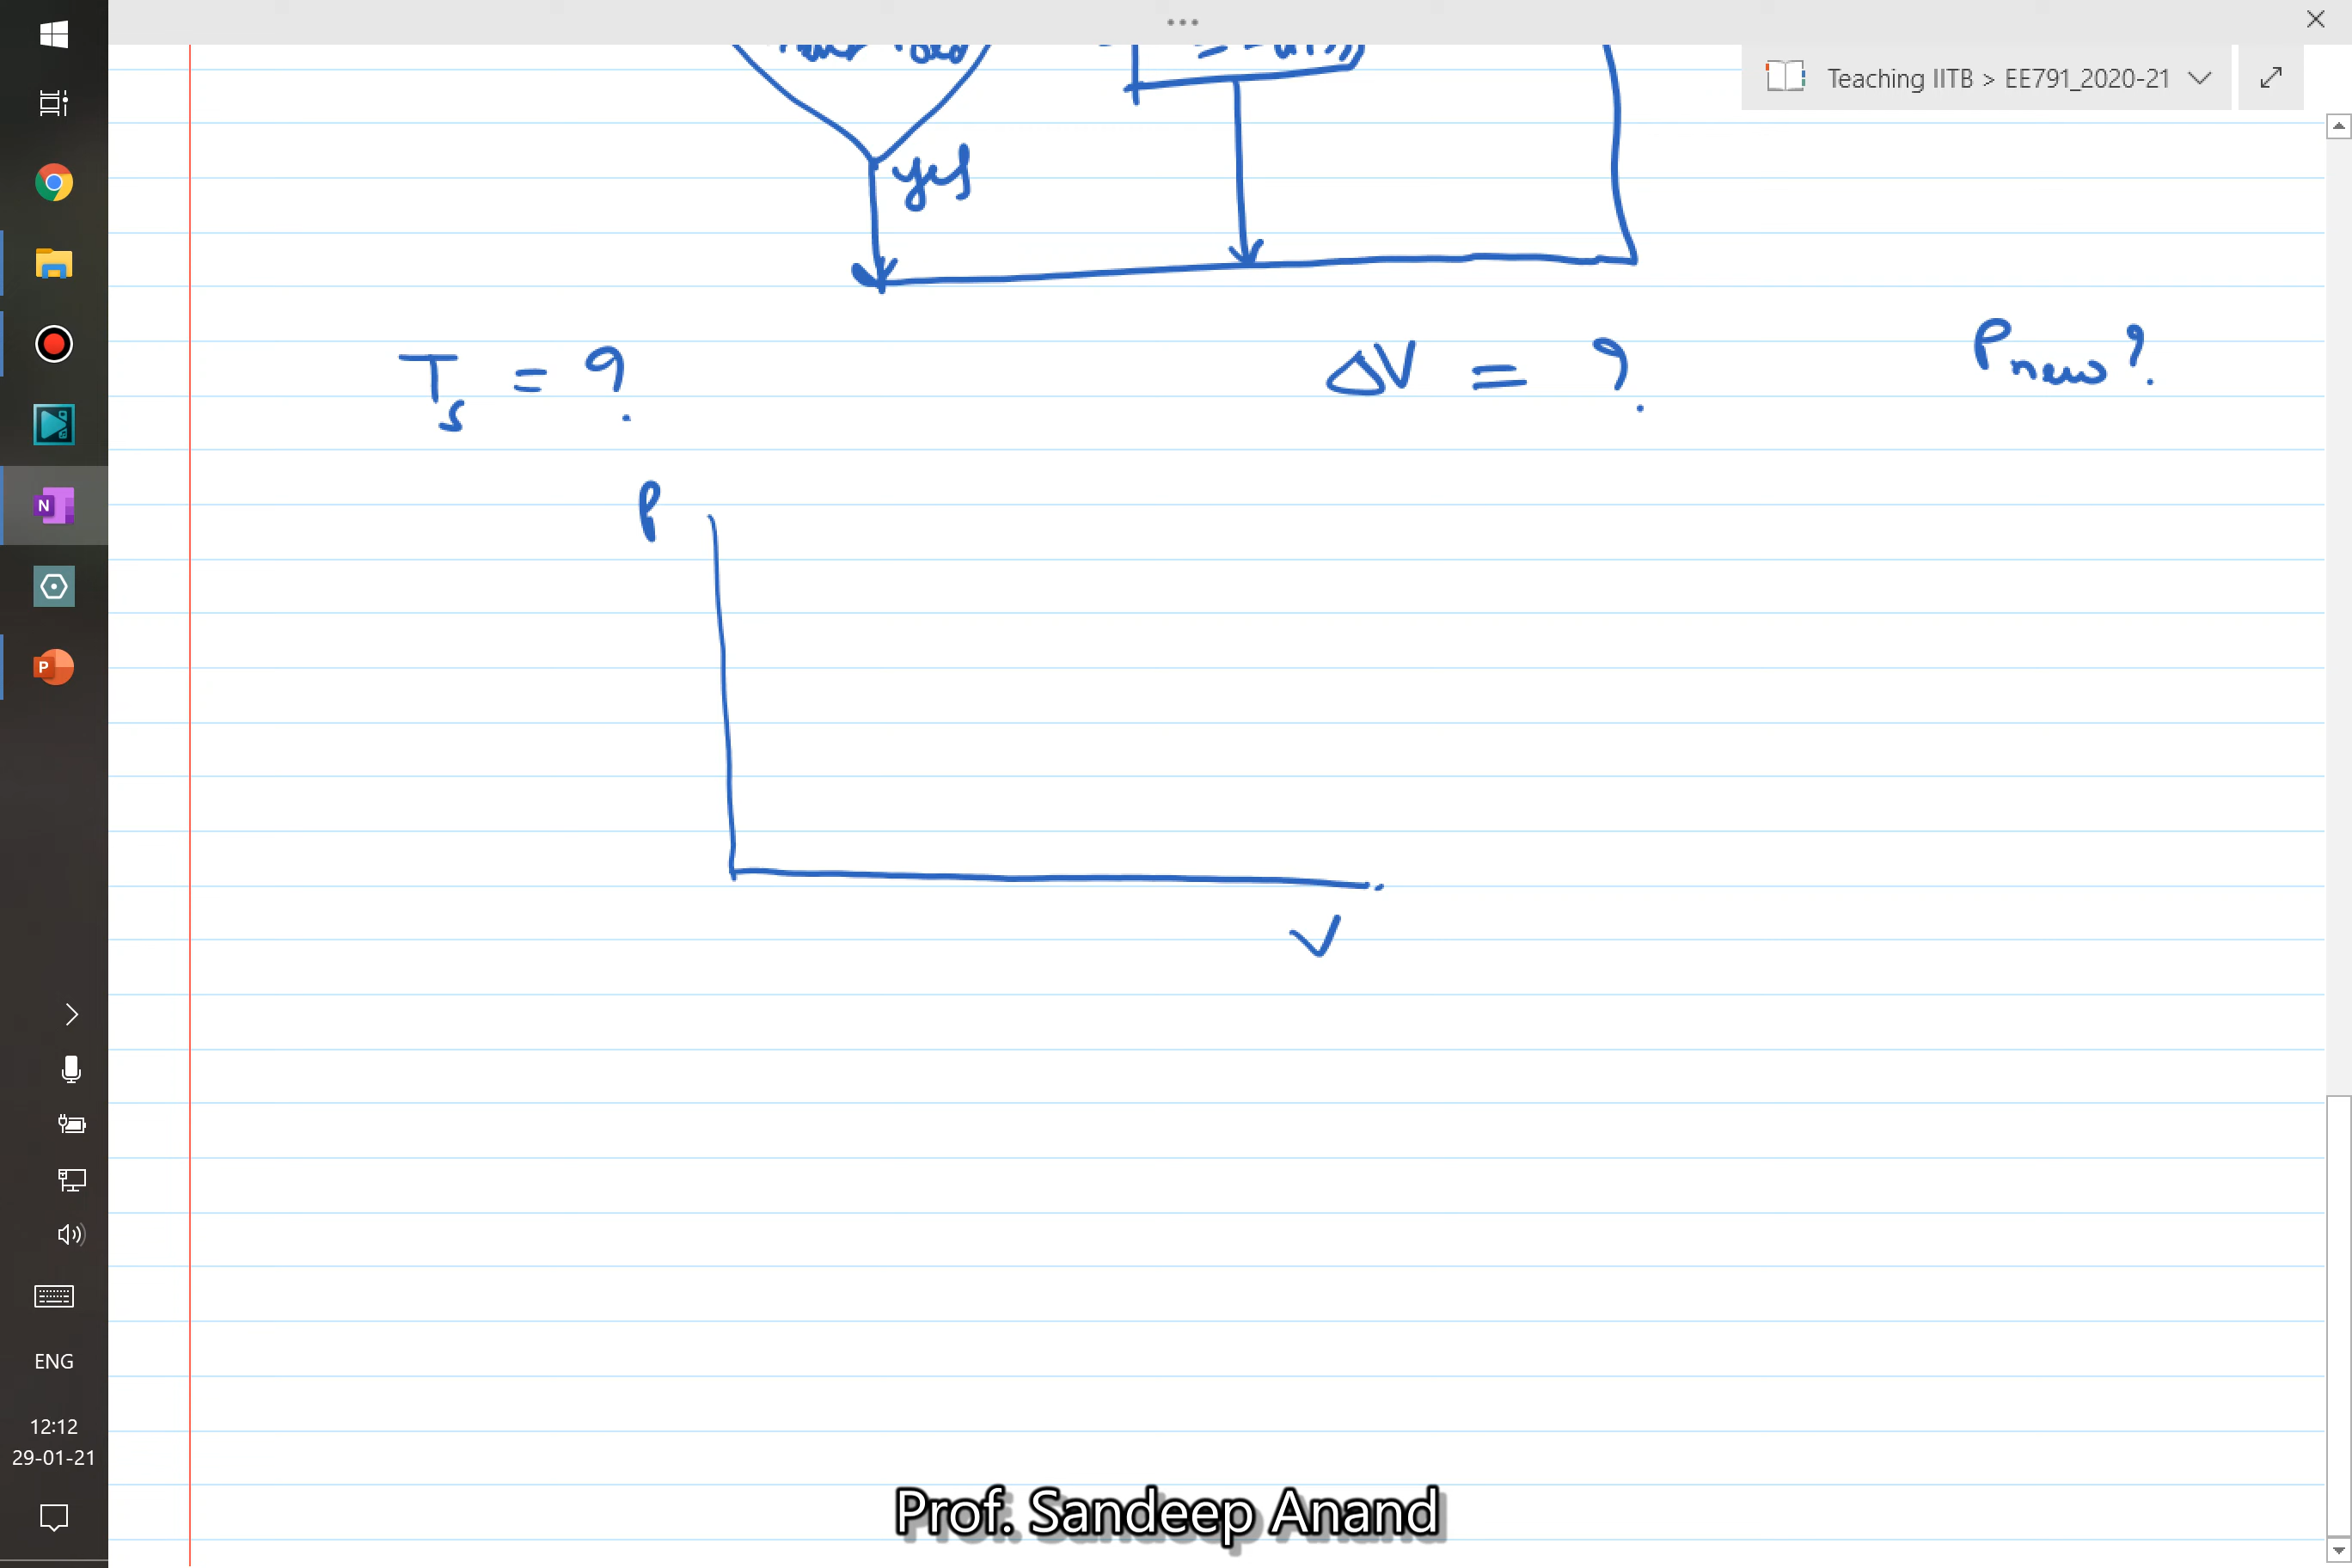 Teaching IITB > EE791_2020-21
yes
Ts = ?
ΔV = ?
Pnew?
P
V
N
P
ENG
12:12
29-01-21
Prof. Sandeep Anand